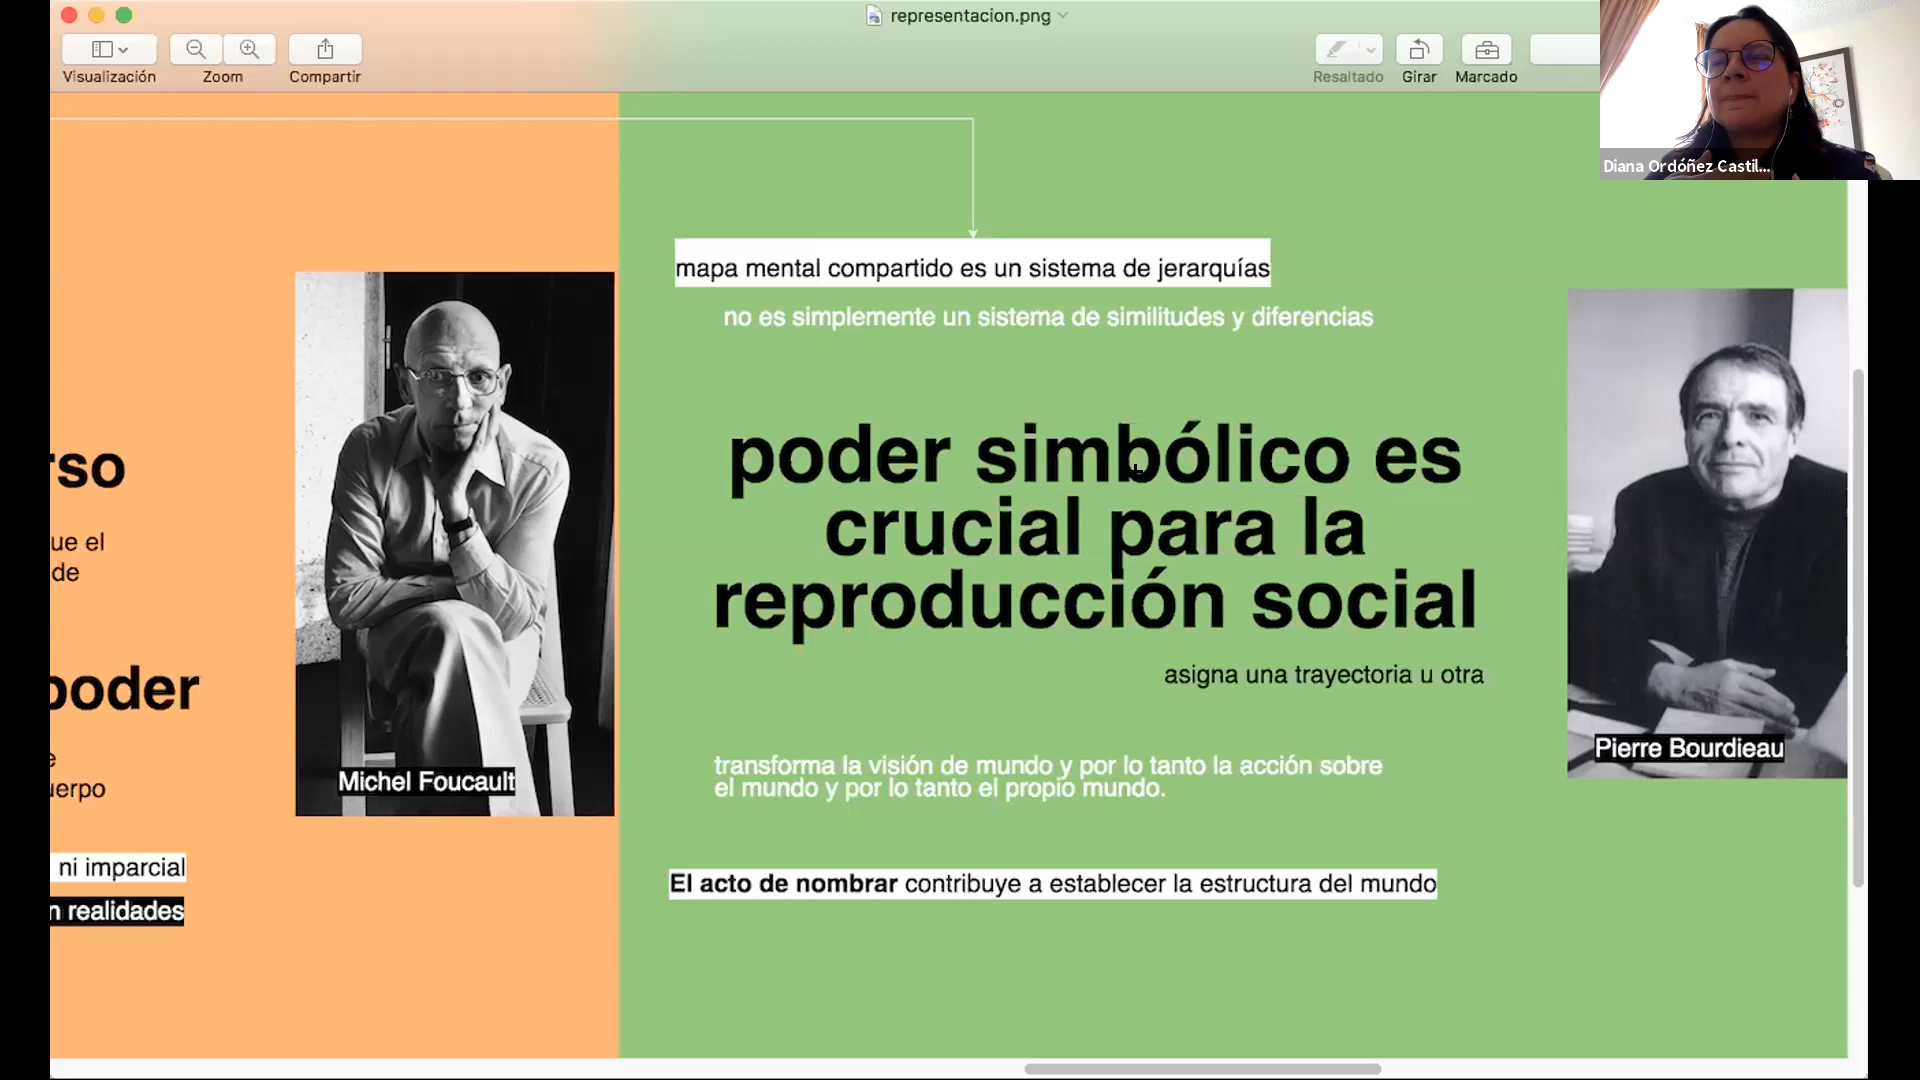 representacion.png
Visualización
Zoom
Compartir
Resaltado
Girar
Marcado
Diana Ordóñez Castil...
rso
ue el
de
poder
e
uerpo
ni imparcial
n realidades
Michel Foucault
mapa mental compartido es un sistema de jerarquías
no es simplemente un sistema de similitudes y diferencias
poder simbólico es
crucial para la
reproducción social
asigna una trayectoria u otra
transforma la visión de mundo y por lo tanto la acción sobre
el mundo y por lo tanto el propio mundo.
El acto de nombrar contribuye a establecer la estructura del mundo
Pierre Bourdieau